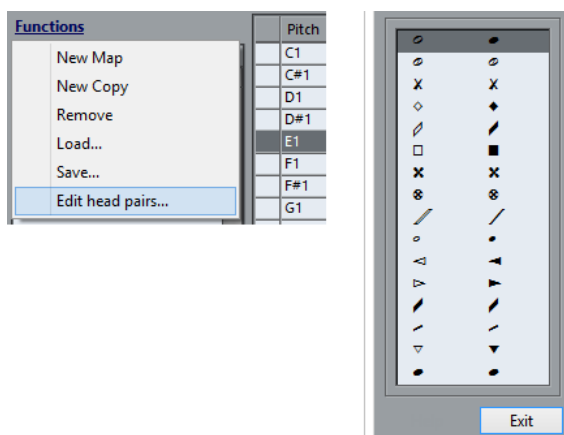 Functions
New Map
New Copy
Remove
Load...
Save...
Edit head pairs...
Pitch
C1
C#1
D1
D#1
E1
F1
F#1
G1
Exit